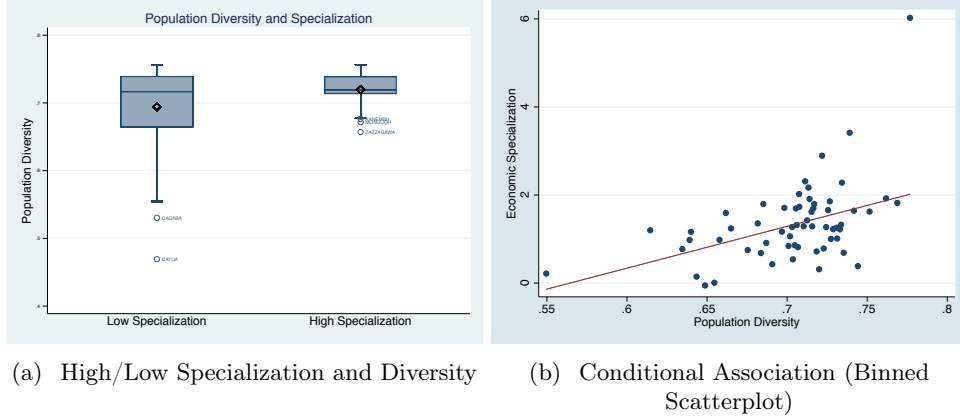 Population Diversity and Specialization
.8
.7
.6
.5
.4
Population Diversity
CAGABA
CAYUA
ZAZZAGAWA
Low Specialization
High Specialization
6
4
2
0
Economic Specialization
.55
.6
.65
.7
.75
.8
Population Diversity
(a) High/Low Specialization and Diversity
(b) Conditional Association (Binned
Scatterplot)